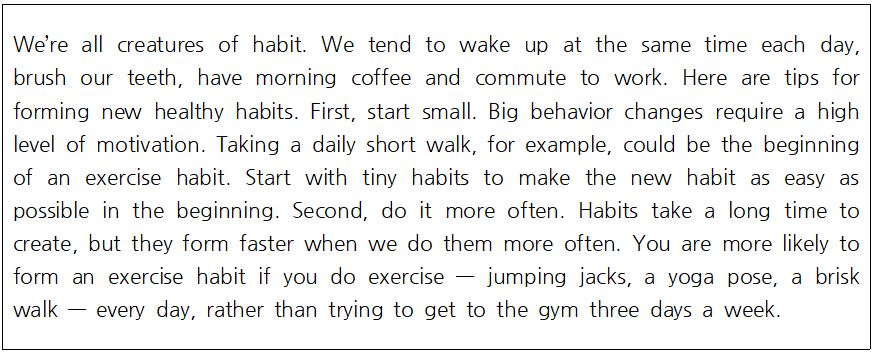 We’re all creatures of habit. We tend to wake up at the same time each day,
brush our teeth, have morning coffee and commute to work. Here are tips for
forming new healthy habits. First, start small. Big behavior changes require a high
level of motivation. Taking a daily short walk, for example, could be the beginning
of an exercise habit. Start with tiny habits to make the new habit as easy as
possible in the beginning. Second, do it more often. Habits take a long time to
create, but they form faster when we do them more often. You are more likely to
form an exercise habit if you do exercise — jumping jacks, a yoga pose, a brisk
walk — every day, rather than trying to get to the gym three days a week.